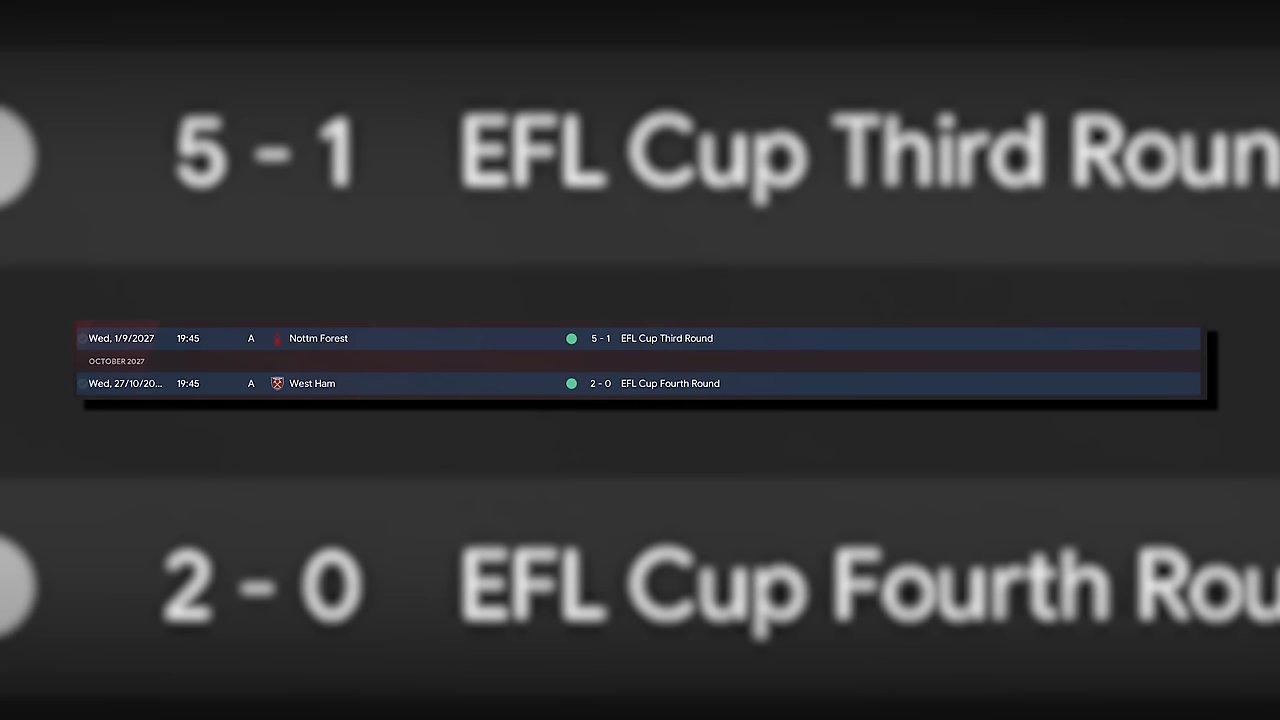 5 - 1 EFL Cup Third Roun
Wed, 1/9/2027 19:45 A Nottm Forest 5 - 1 EFL Cup Third Round
OCTOBER 2027
Wed, 27/10/20... 19:45 A West Ham 2 - 0 EFL Cup Fourth Round
2 - 0 EFL Cup Fourth Rou